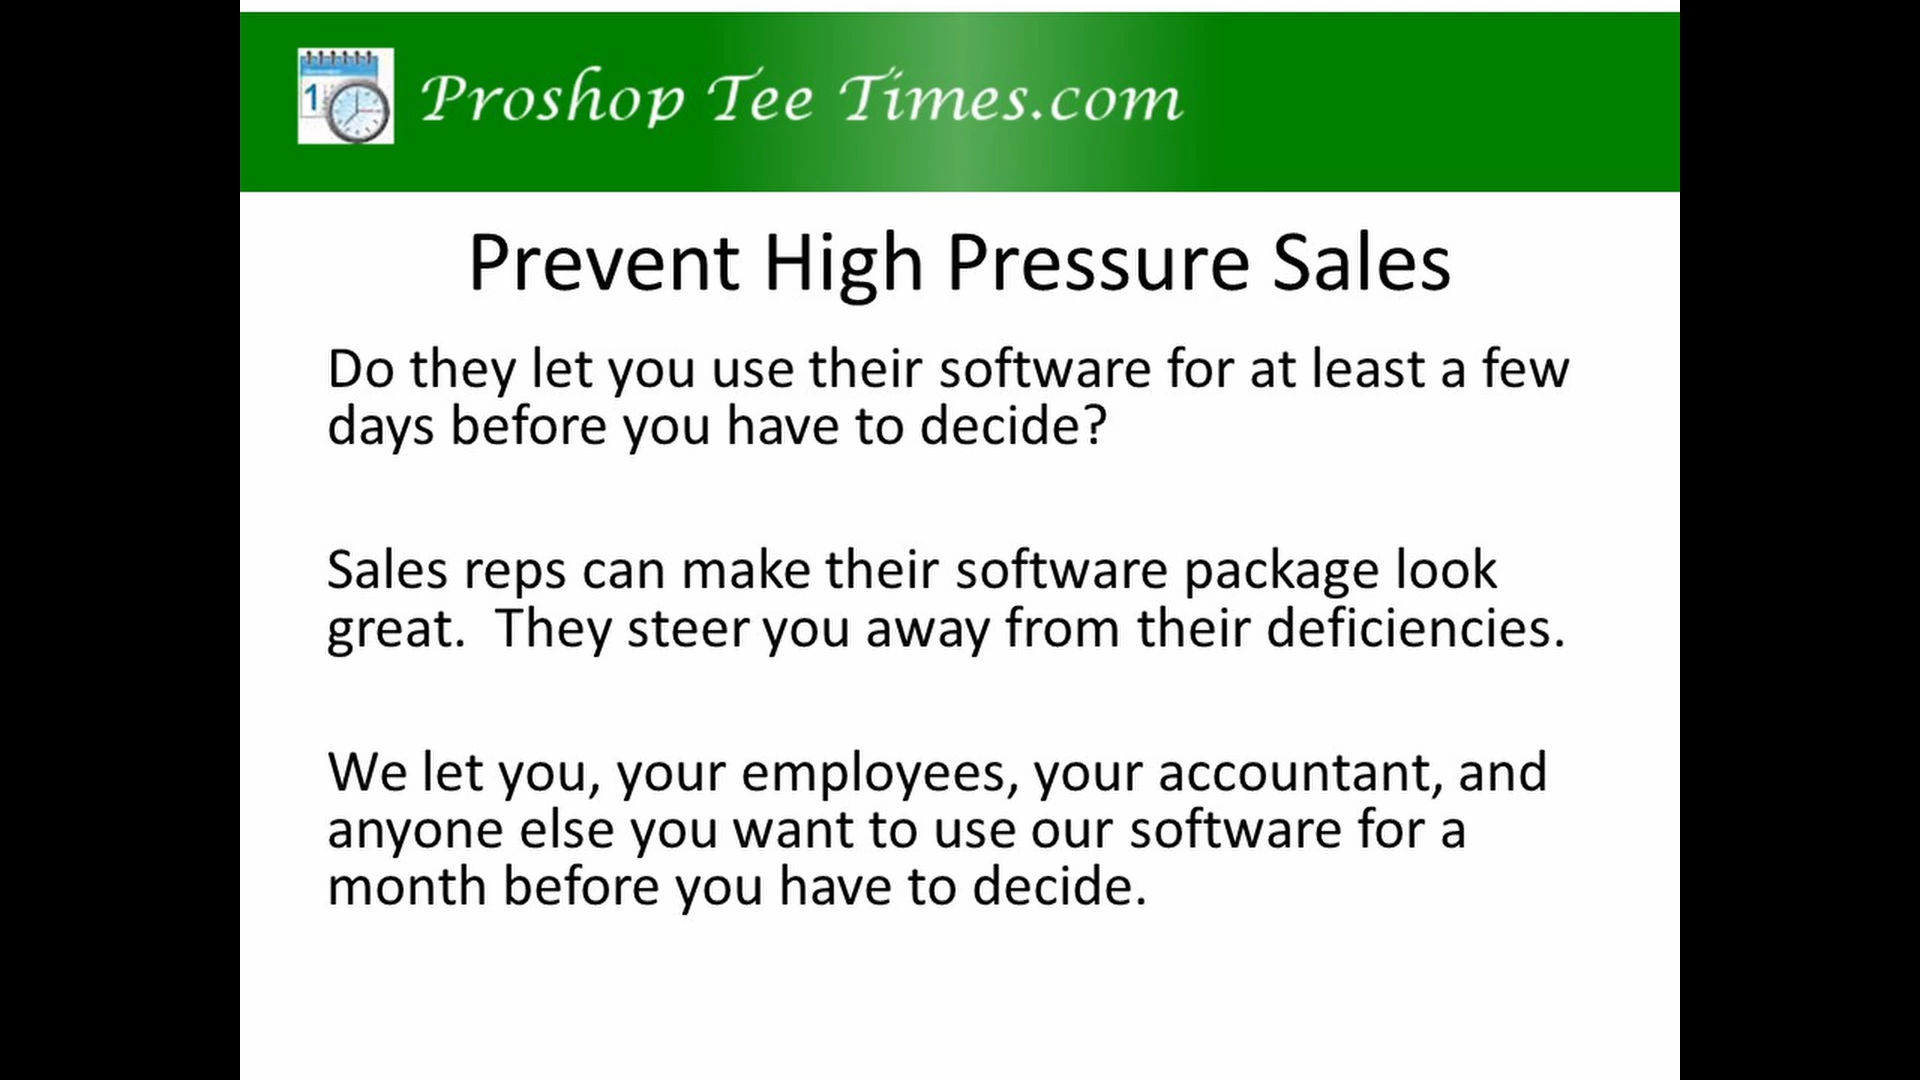 1
Proshop Tee Times.com
Prevent High Pressure Sales
Do they let you use their software for at least a few
days before you have to decide?
Sales reps can make their software package look
great.  They steer you away from their deficiencies.
We let you, your employees, your accountant, and
anyone else you want to use our software for a
month before you have to decide.